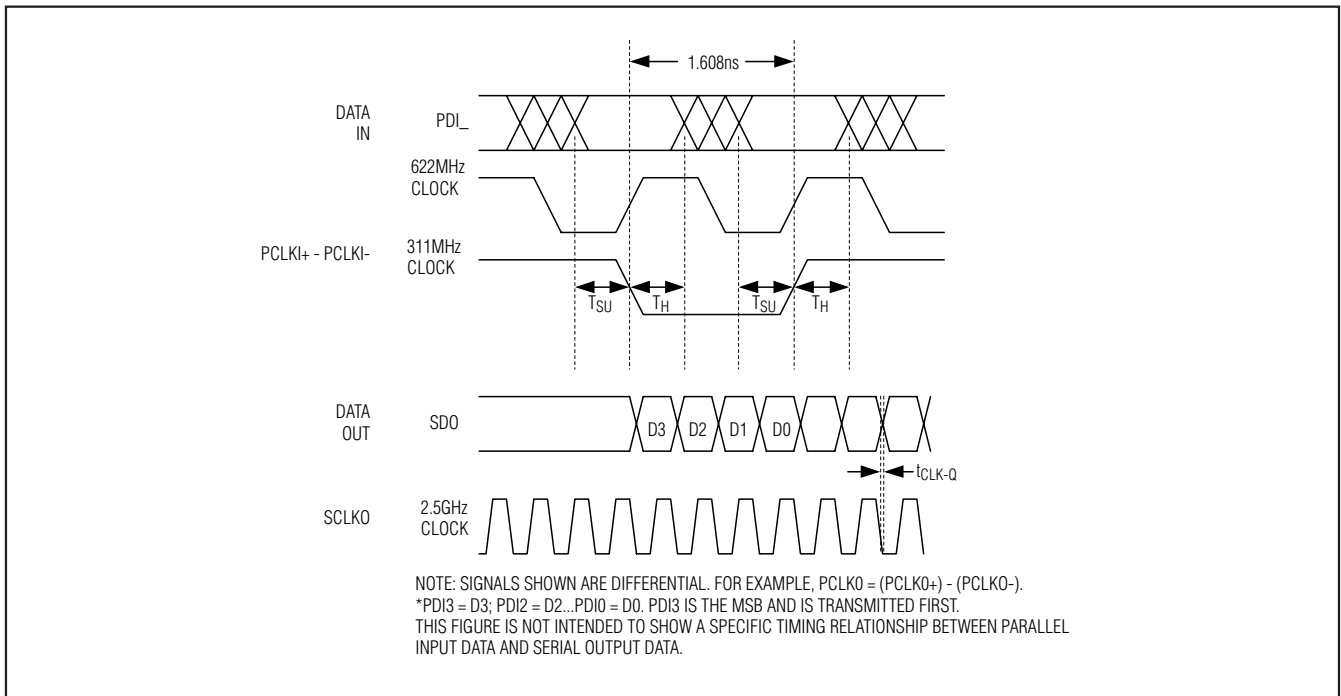 1.608ns
DATA
IN
PDI_
622MHz
CLOCK
PCLKI+ - PCLKI-
311MHz
CLOCK
TSU
TH
TSU
TH
DATA
OUT
SDO
D3
D2
D1
D0
tCLK-Q
SCLKO
2.5GHz
CLOCK
NOTE: SIGNALS SHOWN ARE DIFFERENTIAL. FOR EXAMPLE, PCLK0 = (PCLK0+) - (PCLKO-).
*PDI3 = D3; PDI2 = D2...PDI0 = D0. PDI3 IS THE MSB AND IS TRANSMITTED FIRST.
THIS FIGURE IS NOT INTENDED TO SHOW A SPECIFIC TIMING RELATIONSHIP BETWEEN PARALLEL
INPUT DATA AND SERIAL OUTPUT DATA.